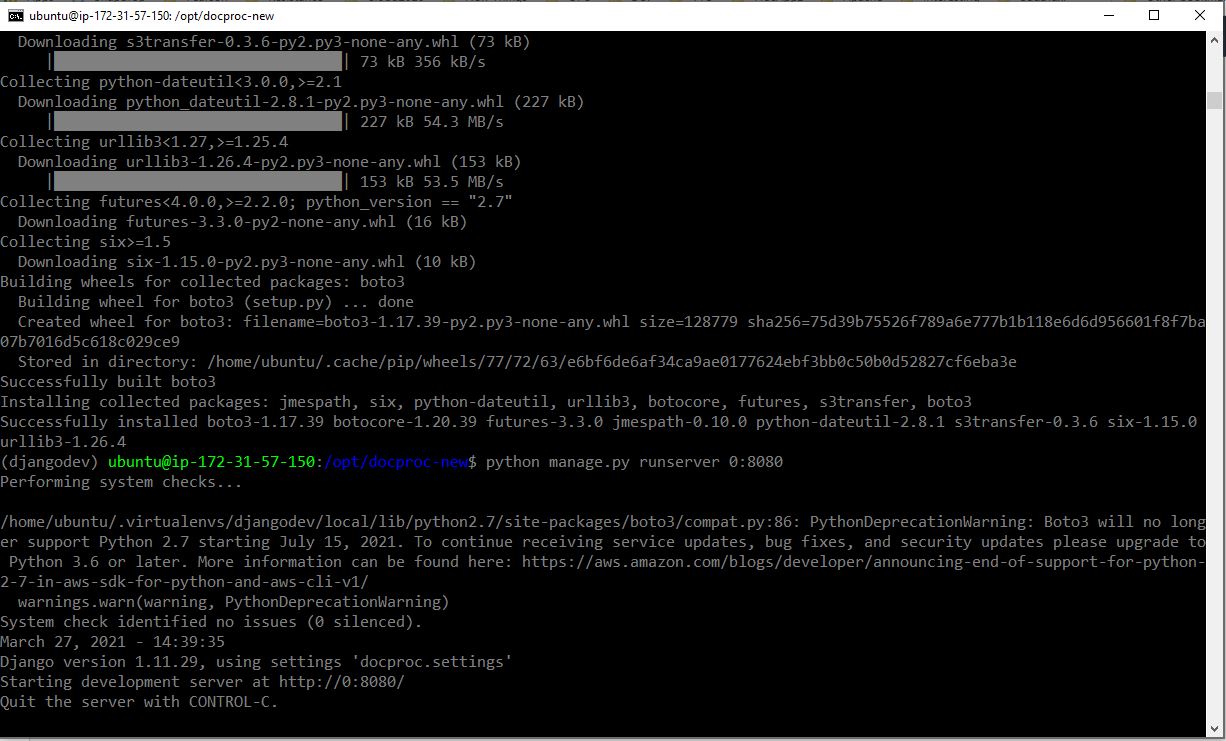 ubuntu@ip-172-31-57-150: /opt/docproc-new
  Downloading s3transfer-0.3.6-py2.py3-none-any.whl (73 kB)
     |████████████████████████████████| 73 kB 356 kB/s
Collecting python-dateutil<3.0.0,>=2.1
  Downloading python_dateutil-2.8.1-py2.py3-none-any.whl (227 kB)
     |████████████████████████████████| 227 kB 54.3 MB/s
Collecting urllib3<1.27,>=1.25.4
  Downloading urllib3-1.26.4-py2.py3-none-any.whl (153 kB)
     |████████████████████████████████| 153 kB 53.5 MB/s
Collecting futures<4.0.0,>=2.2.0; python_version == "2.7"
  Downloading futures-3.3.0-py2-none-any.whl (16 kB)
Collecting six>=1.5
  Downloading six-1.15.0-py2.py3-none-any.whl (10 kB)
Building wheels for collected packages: boto3
  Building wheel for boto3 (setup.py) ... done
  Created wheel for boto3: filename=boto3-1.17.39-py2.py3-none-any.whl size=128779 sha256=75d39b75526f789a6e777b1b118e6d6d956601f8f7ba
07b7016d5c618c029ce9
  Stored in directory: /home/ubuntu/.cache/pip/wheels/77/72/63/e6bf6de6af34ca9ae0177624ebf3bb0c50b0d52827cf6eba3e
Successfully built boto3
Installing collected packages: jmespath, six, python-dateutil, urllib3, botocore, futures, s3transfer, boto3
Successfully installed boto3-1.17.39 botocore-1.20.39 futures-3.3.0 jmespath-0.10.0 python-dateutil-2.8.1 s3transfer-0.3.6 six-1.15.0
urllib3-1.26.4
(djangodev) ubuntu@ip-172-31-57-150:/opt/docproc-new$ python manage.py runserver 0:8080
Performing system checks...

/home/ubuntu/.virtualenvs/djangodev/local/lib/python2.7/site-packages/boto3/compat.py:86: PythonDeprecationWarning: Boto3 will no long
er support Python 2.7 starting July 15, 2021. To continue receiving service updates, bug fixes, and security updates please upgrade to
 Python 3.6 or later. More information can be found here: https://aws.amazon.com/blogs/developer/announcing-end-of-support-for-python-
2-7-in-aws-sdk-for-python-and-aws-cli-v1/
  warnings.warn(warning, PythonDeprecationWarning)
System check identified no issues (0 silenced).
March 27, 2021 - 14:39:35
Django version 1.11.29, using settings 'docproc.settings'
Starting development server at http://0:8080/
Quit the server with CONTROL-C.